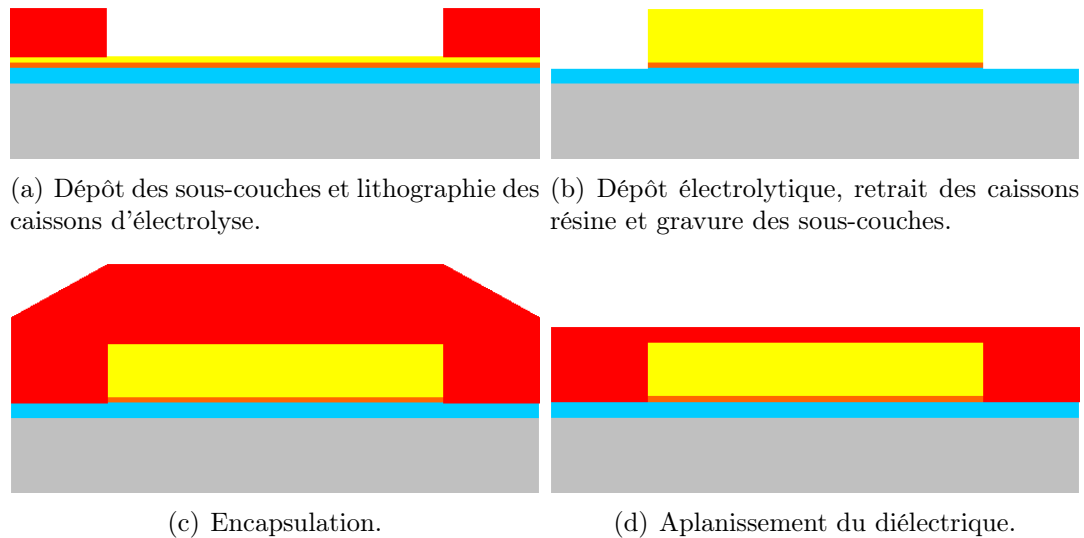 (a) Dépôt des sous-couches et lithographie des
caissons d'électrolyse.
(b) Dépôt électrolytique, retrait des caissons
résine et gravure des sous-couches.
(c) Encapsulation.
(d) Aplanissement du diélectrique.